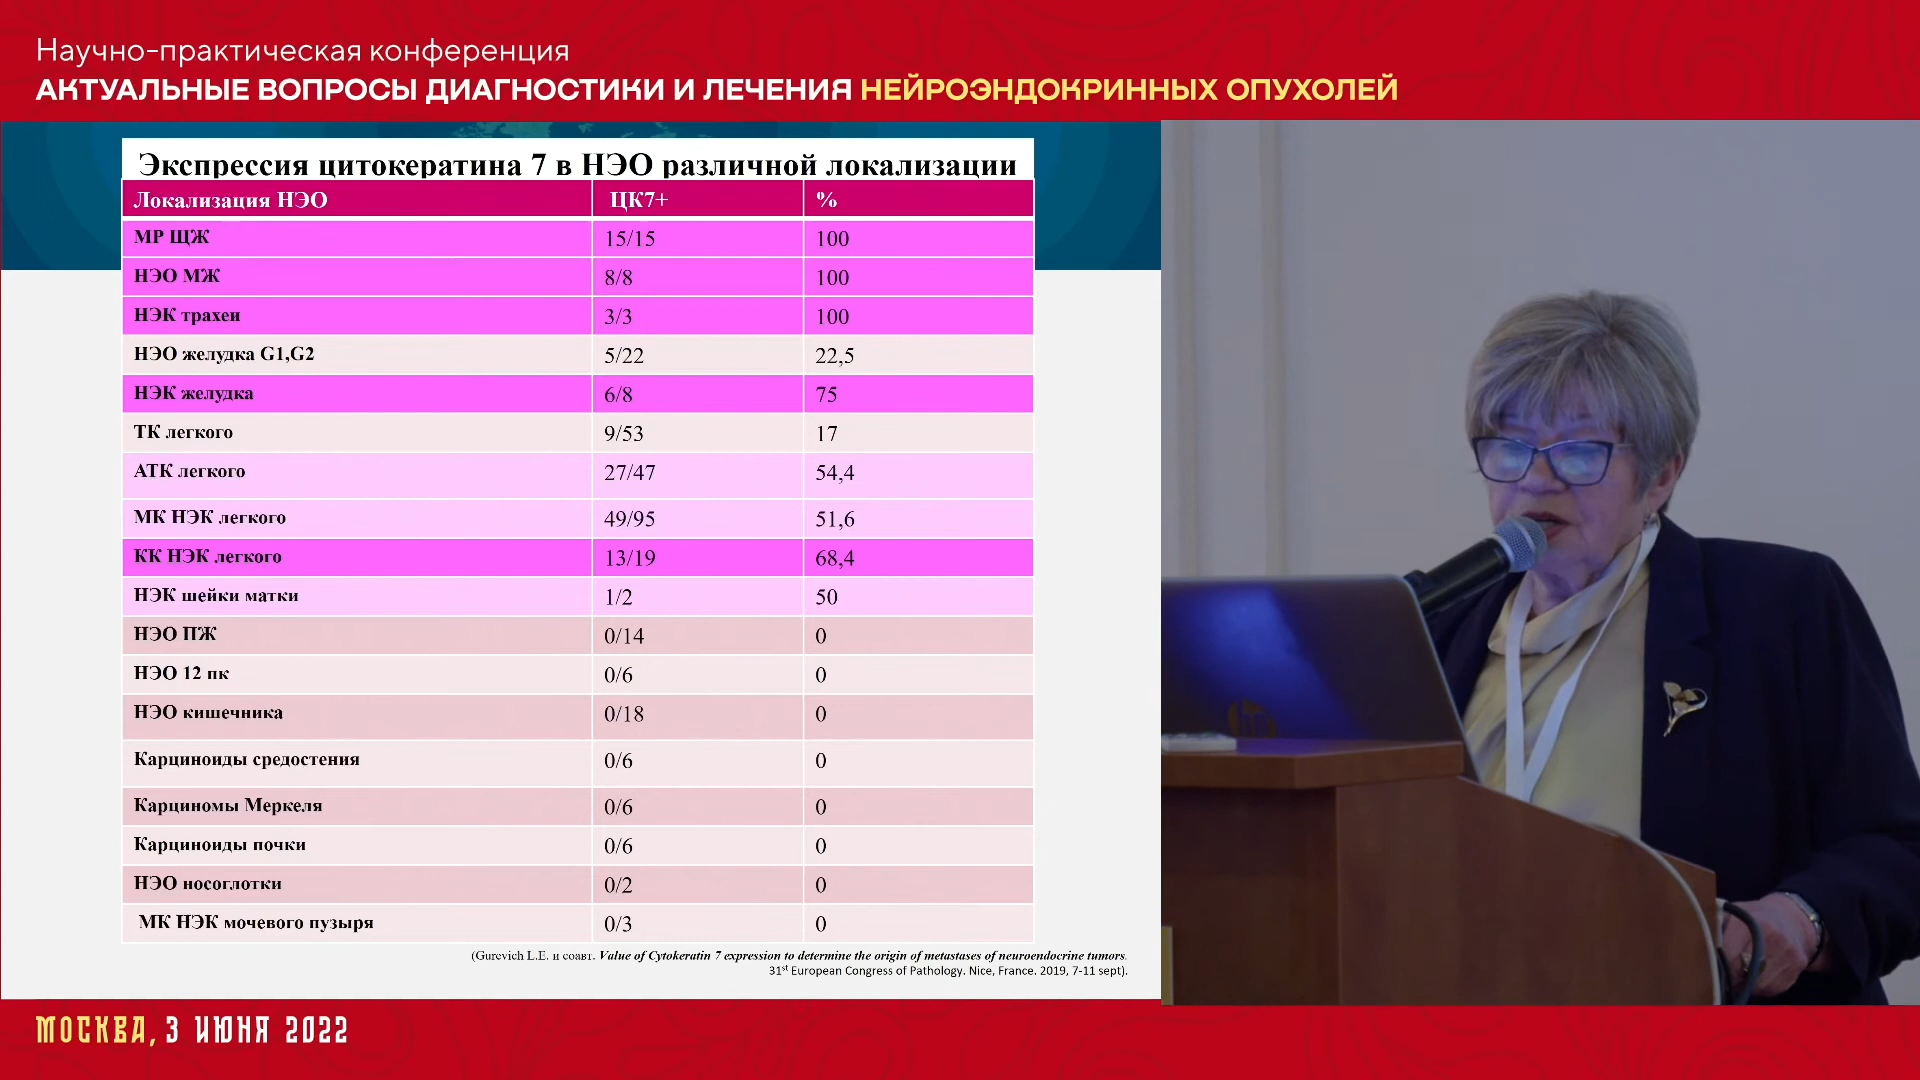 Научно-практическая конференция
АКТУАЛЬНЫЕ ВОПРОСЫ ДИАГНОСТИКИ И ЛЕЧЕНИЯ НЕЙРОЭНДОКРИННЫХ ОПУХОЛЕЙ
Экспрессия цитокератина 7 в НЭО различной локализации
Локализация НЭО ЦК7+ %
МР ЩЖ 15/15 100
НЭО МЖ 8/8 100
НЭК трахеи 3/3 100
НЭО желудка G1,G2 5/22 22,5
НЭК желудка 6/8 75
ТК легкого 9/53 17
АТК легкого 27/47 54,4
МК НЭК легкого 49/95 51,6
КК НЭК легкого 13/19 68,4
НЭК шейки матки 1/2 50
НЭО ПЖ 0/14 0
НЭО 12 пк 0/6 0
НЭО кишечника 0/18 0
Карциноиды средостения 0/6 0
Карциномы Меркеля 0/6 0
Карциноиды почки 0/6 0
НЭО носоглотки 0/2 0
МК НЭК мочевого пузыря 0/3 0
(Gurevich L.E. и соавт. Value of Cytokeratin 7 expression to determine the origin of metastases of neuroendocrine tumors.
31st European Congress of Pathology. Nice, France. 2019, 7-11 sept).
МОСКВА, 3 ИЮНЯ 2022